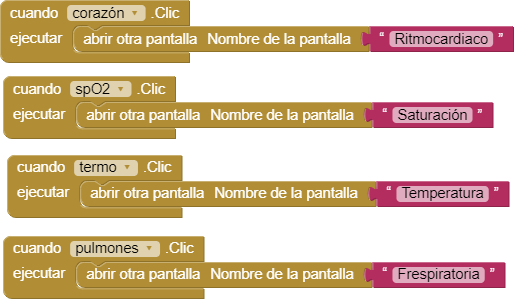 cuando corazón .Clic
ejecutar abrir otra pantalla Nombre de la pantalla “ Ritmocardiaco ”
cuando spO2 .Clic
ejecutar abrir otra pantalla Nombre de la pantalla “ Saturación ”
cuando termo .Clic
ejecutar abrir otra pantalla Nombre de la pantalla “ Temperatura ”
cuando pulmones .Clic
ejecutar abrir otra pantalla Nombre de la pantalla “ Frespiratoria ”